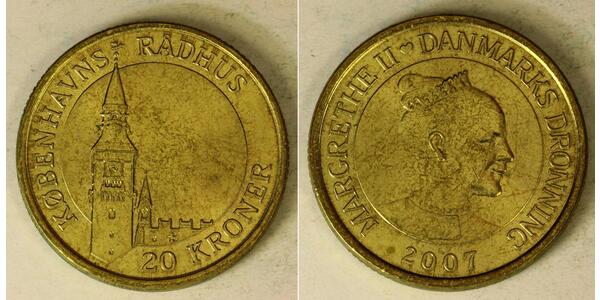 KØBENHAVNS RÅDHUS
20 KRONER
MARGRETHE II ♥ DANMARKS DRONNING
2007